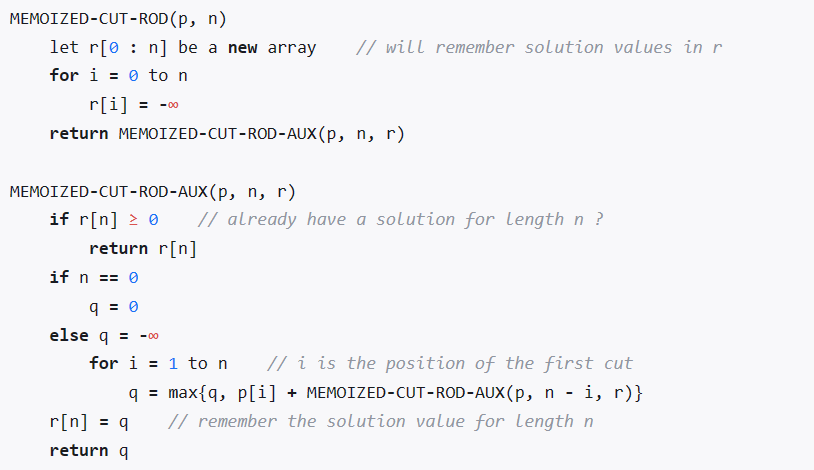 MEMOIZED-CUT-ROD(p, n)
    let r[0 : n] be a new array    // will remember solution values in r
    for i = 0 to n
        r[i] = -∞
    return MEMOIZED-CUT-ROD-AUX(p, n, r)

MEMOIZED-CUT-ROD-AUX(p, n, r)
    if r[n] ≥ 0    // already have a solution for length n ?
        return r[n]
    if n == 0
        q = 0
    else q = -∞
        for i = 1 to n    // i is the position of the first cut
            q = max{q, p[i] + MEMOIZED-CUT-ROD-AUX(p, n - i, r)}
    r[n] = q    // remember the solution value for length n
    return q